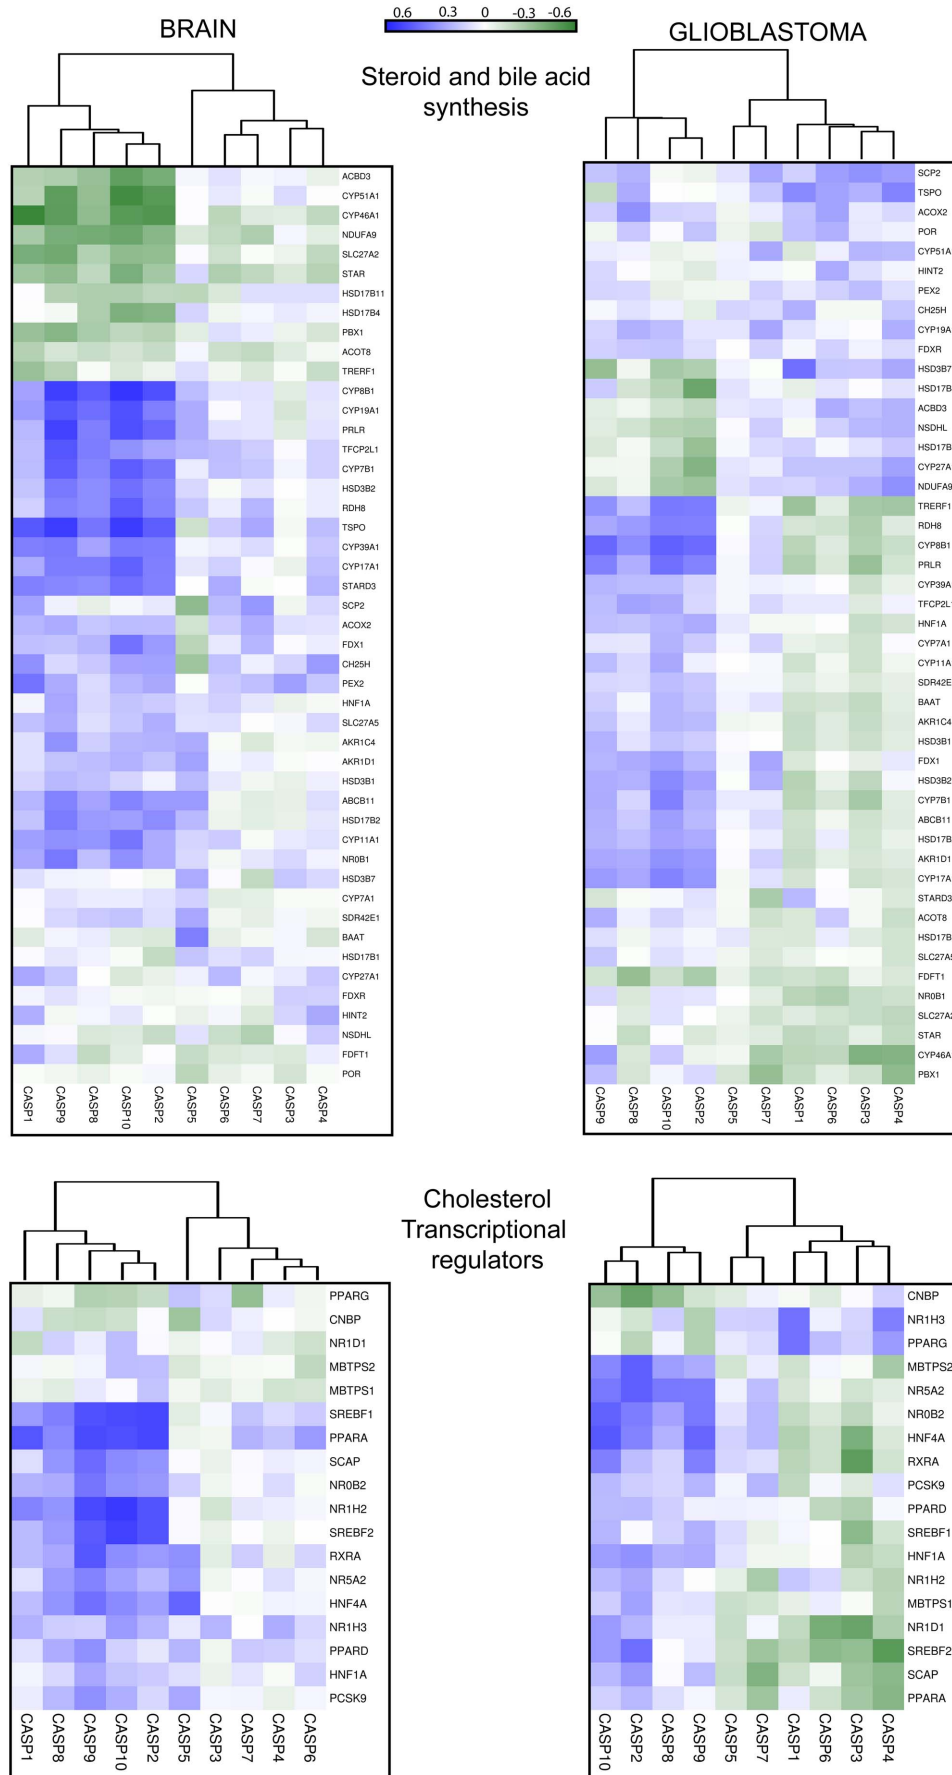 0.6 0.3 0 -0.3 -0.6
BRAIN
GLIOBLASTOMA
Steroid and bile acid
synthesis
ACBD3
CYP51A1
CYP46A1
NDUFA9
SLC27A2
STAR
HSD17B11
HSD17B4
PBX1
ACOT8
TRERF1
CYP8B1
CYP19A1
PRLR
TFCP2L1
CYP7B1
HSD3B2
RDH8
TSPO
CYP39A1
CYP17A1
STARD3
SCP2
ACOX2
FDX1
CH25H
PEX2
HNF1A
SLC27A5
AKR1C4
AKR1D1
HSD3B1
ABCB11
HSD17B2
CYP11A1
NR0B1
HSD3B7
CYP7A1
SDR42E1
BAAT
HSD17B1
CYP27A1
FDXR
HINT2
NSDHL
FDFT1
POR
CASP1 CASP9 CASP8 CASP10 CASP2 CASP5 CASP6 CASP7 CASP3 CASP4
SCP2
TSPO
ACOX2
POR
CYP51A
HINT2
PEX2
CH25H
CYP19A
FDXR
HSD3B7
HSD17B
ACBD3
NSDHL
HSD17B
CYP27A
NDUFA9
TRERF1
RDH8
CYP8B1
PRLR
CYP39A
TFCP2L1
HNF1A
CYP7A1
CYP11A
SDR42E
BAAT
AKR1C4
HSD3B1
FDX1
HSD3B2
CYP7B1
ABCB11
HSD17B
AKR1D1
CYP17A
STARD3
ACOT8
HSD17B
SLC27A5
FDFT1
NR0B1
SLC27A2
STAR
CYP46A
PBX1
CASP9 CASP8 CASP10 CASP2 CASP5 CASP7 CASP1 CASP6 CASP3 CASP4
Cholesterol
Transcriptional
regulators
PPARG
CNBP
NR1D1
MBTPS2
MBTPS1
SREBF1
PPARA
SCAP
NR0B2
NR1H2
SREBF2
RXRA
NR5A2
HNF4A
NR1H3
PPARD
HNF1A
PCSK9
CASP1 CASP8 CASP9 CASP10 CASP2 CASP5 CASP3 CASP7 CASP4 CASP6
CNBP
NR1H3
PPARG
MBTPS2
NR5A2
NR0B2
HNF4A
RXRA
PCSK9
PPARD
SREBF1
HNF1A
NR1H2
MBTPS1
NR1D1
SREBF2
SCAP
PPARA
CASP10 CASP2 CASP8 CASP9 CASP5 CASP7 CASP1 CASP6 CASP3 CASP4